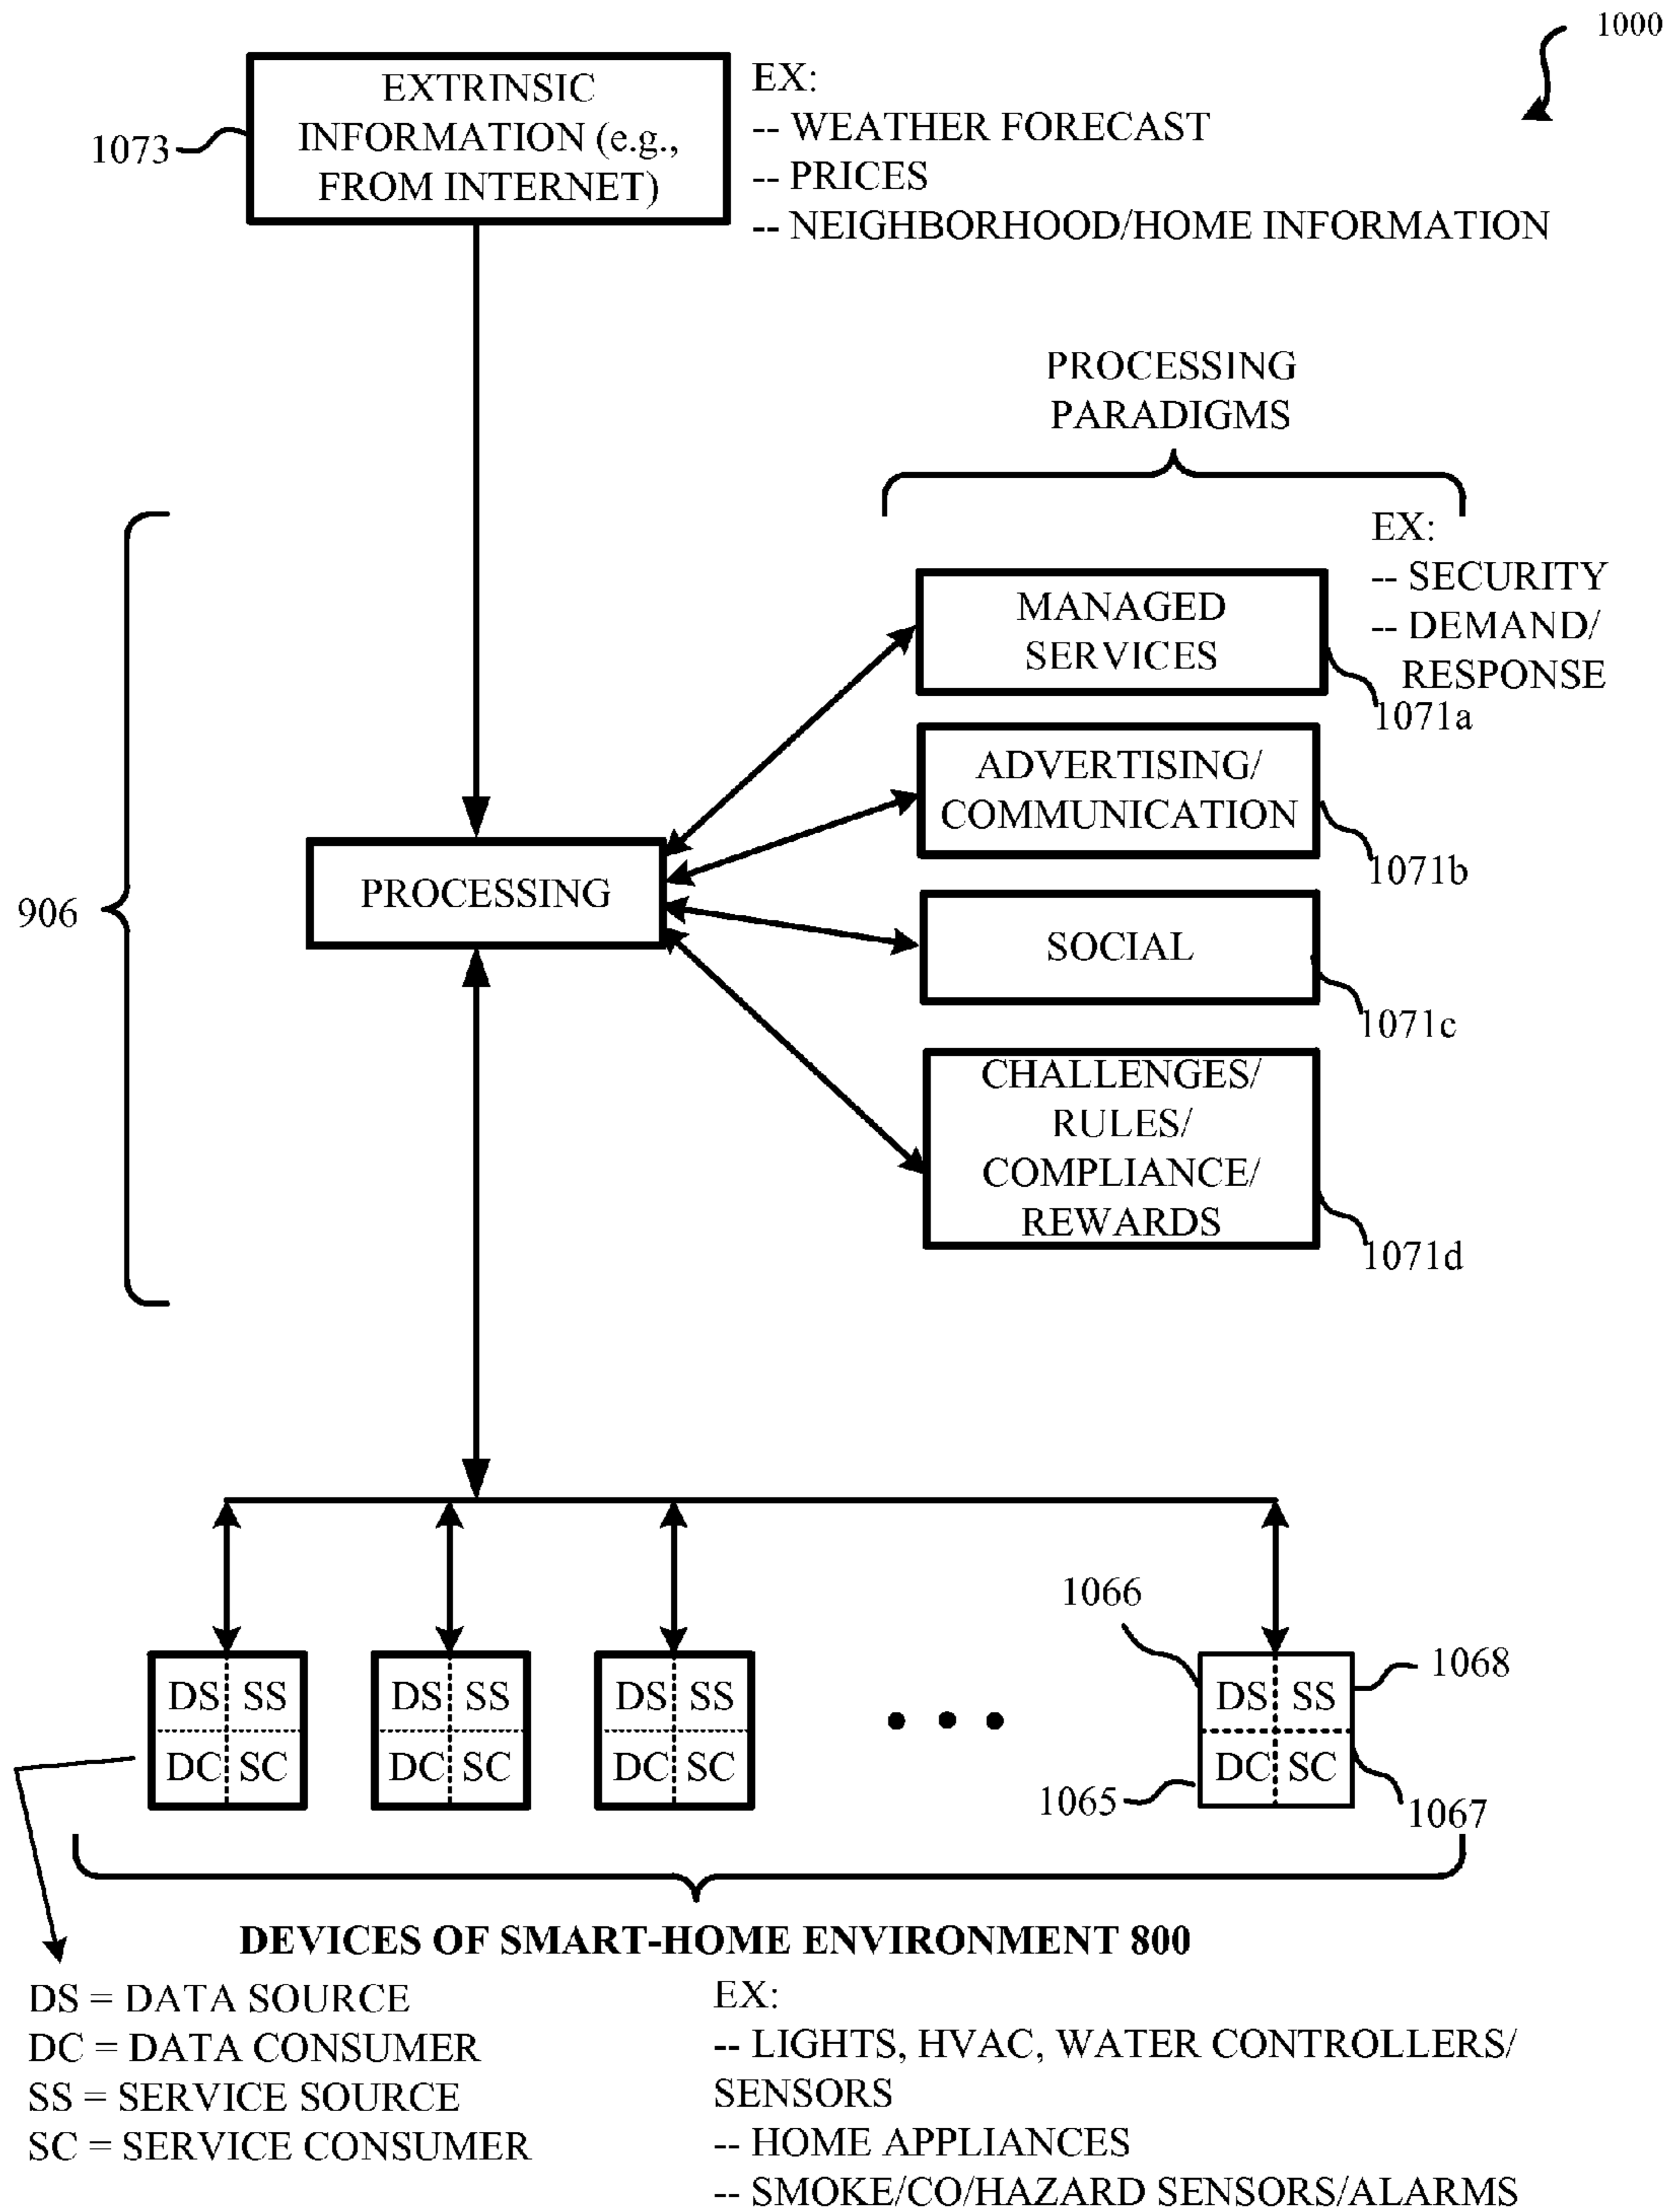 1000
EXTRINSIC
INFORMATION (e.g.,
FROM INTERNET)
1073
EX:
-- WEATHER FORECAST
-- PRICES
-- NEIGHBORHOOD/HOME INFORMATION
PROCESSING
PARADIGMS
EX:
-- SECURITY
-- DEMAND/
RESPONSE
MANAGED
SERVICES
1071a
ADVERTISING/
COMMUNICATION
1071b
PROCESSING
906
SOCIAL
1071c
CHALLENGES/
RULES/
COMPLIANCE/
REWARDS
1071d
1066
1068
DS SS
DC SC
DS SS
DC SC
DS SS
DC SC
DS SS
DC SC
1065
1067
DEVICES OF SMART-HOME ENVIRONMENT 800
DS = DATA SOURCE
DC = DATA CONSUMER
SS = SERVICE SOURCE
SC = SERVICE CONSUMER
EX:
-- LIGHTS, HVAC, WATER CONTROLLERS/
SENSORS
-- HOME APPLIANCES
-- SMOKE/CO/HAZARD SENSORS/ALARMS